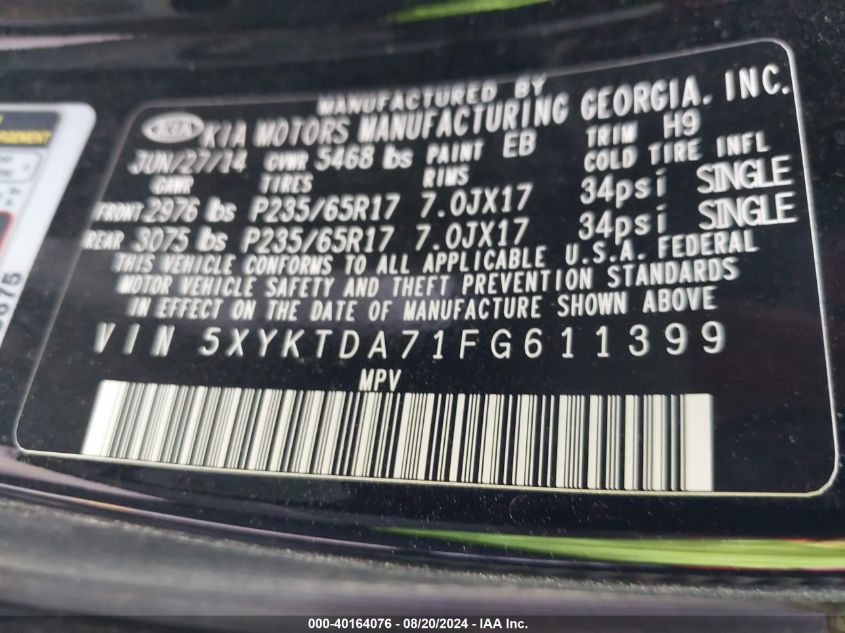 MANUFACTURED BY
KIA KIA MOTORS MANUFACTURING GEORGIA, INC.
JUN/27/14 GVWR 5468 lbs PAINT EB TRIM H9
GAWR TIRES RIMS COLD TIRE INFL
FRONT 2976 lbs P235/65R17 7.0JX17 34psi SINGLE
REAR 3075 lbs P235/65R17 7.0JX17 34psi SINGLE
THIS VEHICLE CONFORMS TO ALL APPLICABLE U.S.A. FEDERAL
MOTOR VEHICLE SAFETY AND THEFT PREVENTION STANDARDS
IN EFFECT ON THE DATE OF MANUFACTURE SHOWN ABOVE
VIN 5XYKTDA71FG611399
MPV
000-40164076 - 08/20/2024 - IAA Inc.